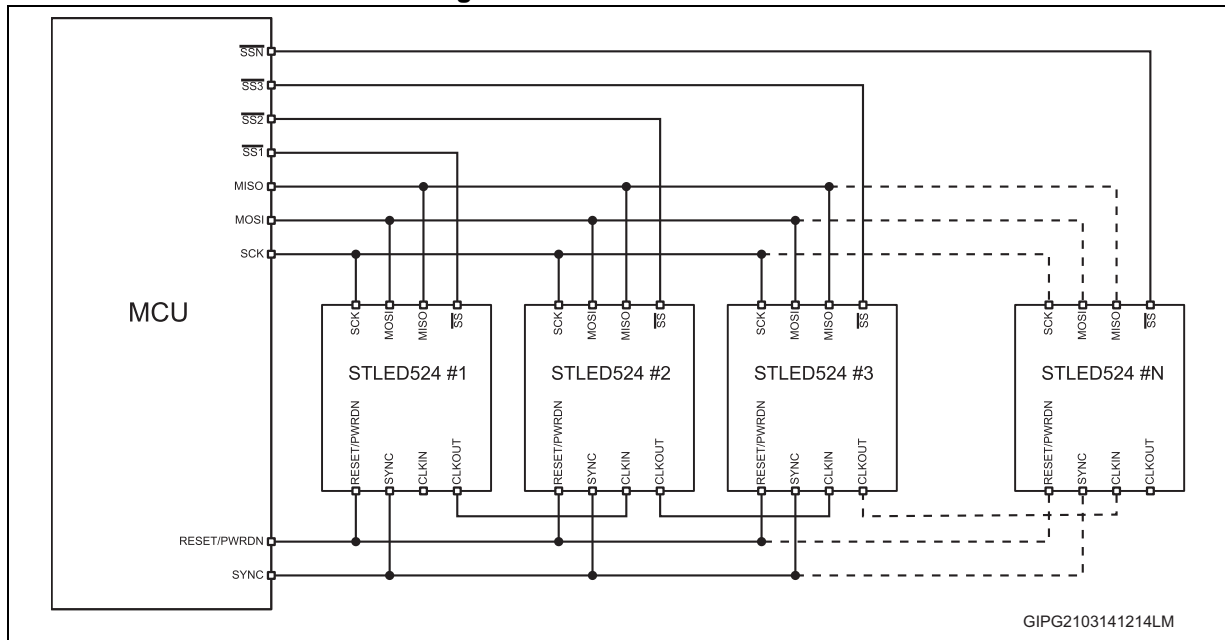 SSN
SS3
SS2
SS1
MISO
MOSI
SCK
MCU
SCK MOSI MISO SS
STLED524 #1
RESET/PWRDN SYNC CLKIN CLKOUT
SCK MOSI MISO SS
STLED524 #2
RESET/PWRDN SYNC CLKIN CLKOUT
SCK MOSI MISO SS
STLED524 #3
RESET/PWRDN SYNC CLKIN CLKOUT
SCK MOSI MISO SS
STLED524 #N
RESET/PWRDN SYNC CLKIN CLKOUT
RESET/PWRDN
SYNC
GIPG2103141214LM